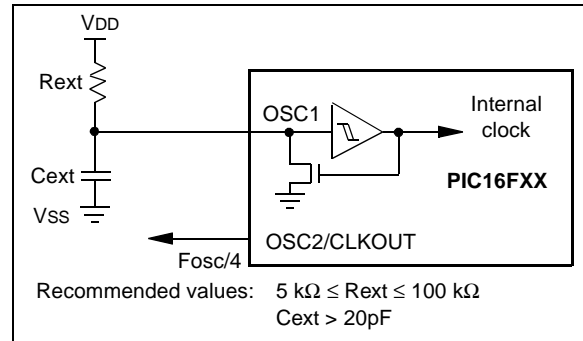 VDD
Rext
OSC1
Internal
clock
Cext
PIC16FXX
VSS
OSC2/CLKOUT
Fosc/4
Recommended values: 5 kΩ ≤ Rext ≤ 100 kΩ
Cext > 20pF